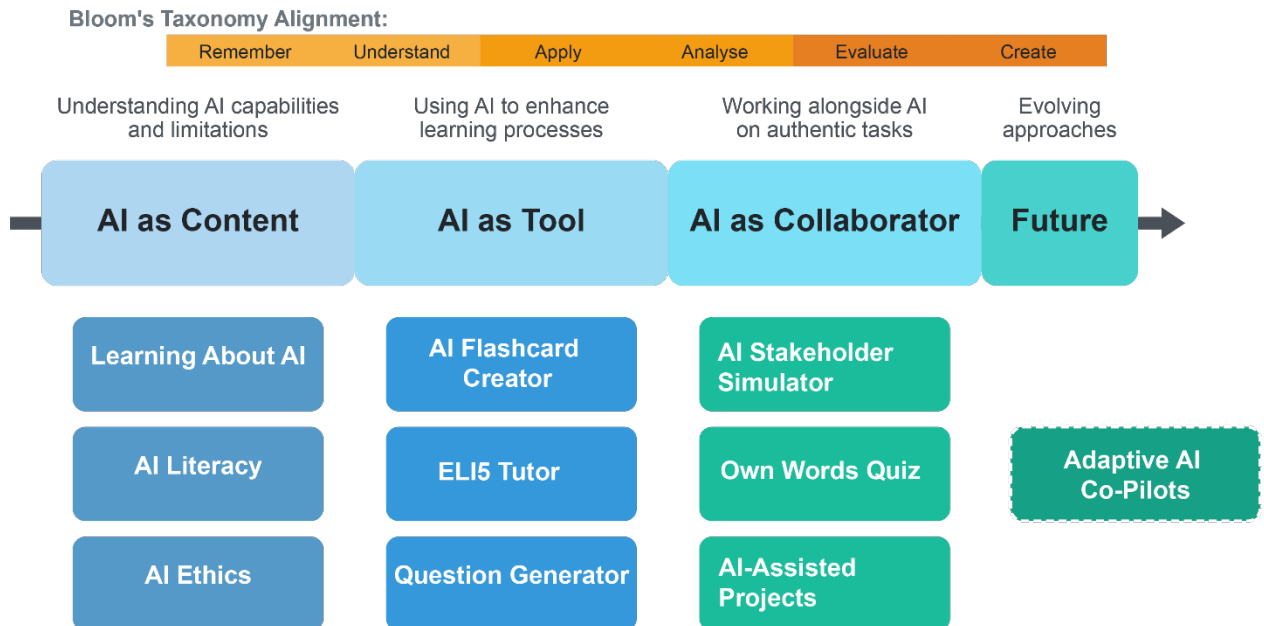 Bloom's Taxonomy Alignment:
Remember Understand Apply Analyse Evaluate Create
Understanding AI capabilities
and limitations
Using AI to enhance
learning processes
Working alongside AI
on authentic tasks
Evolving
approaches
AI as Content
AI as Tool
AI as Collaborator
Future
Learning About AI
AI Literacy
AI Ethics
AI Flashcard
Creator
ELI5 Tutor
Question Generator
AI Stakeholder
Simulator
Own Words Quiz
AI-Assisted
Projects
Adaptive AI
Co-Pilots